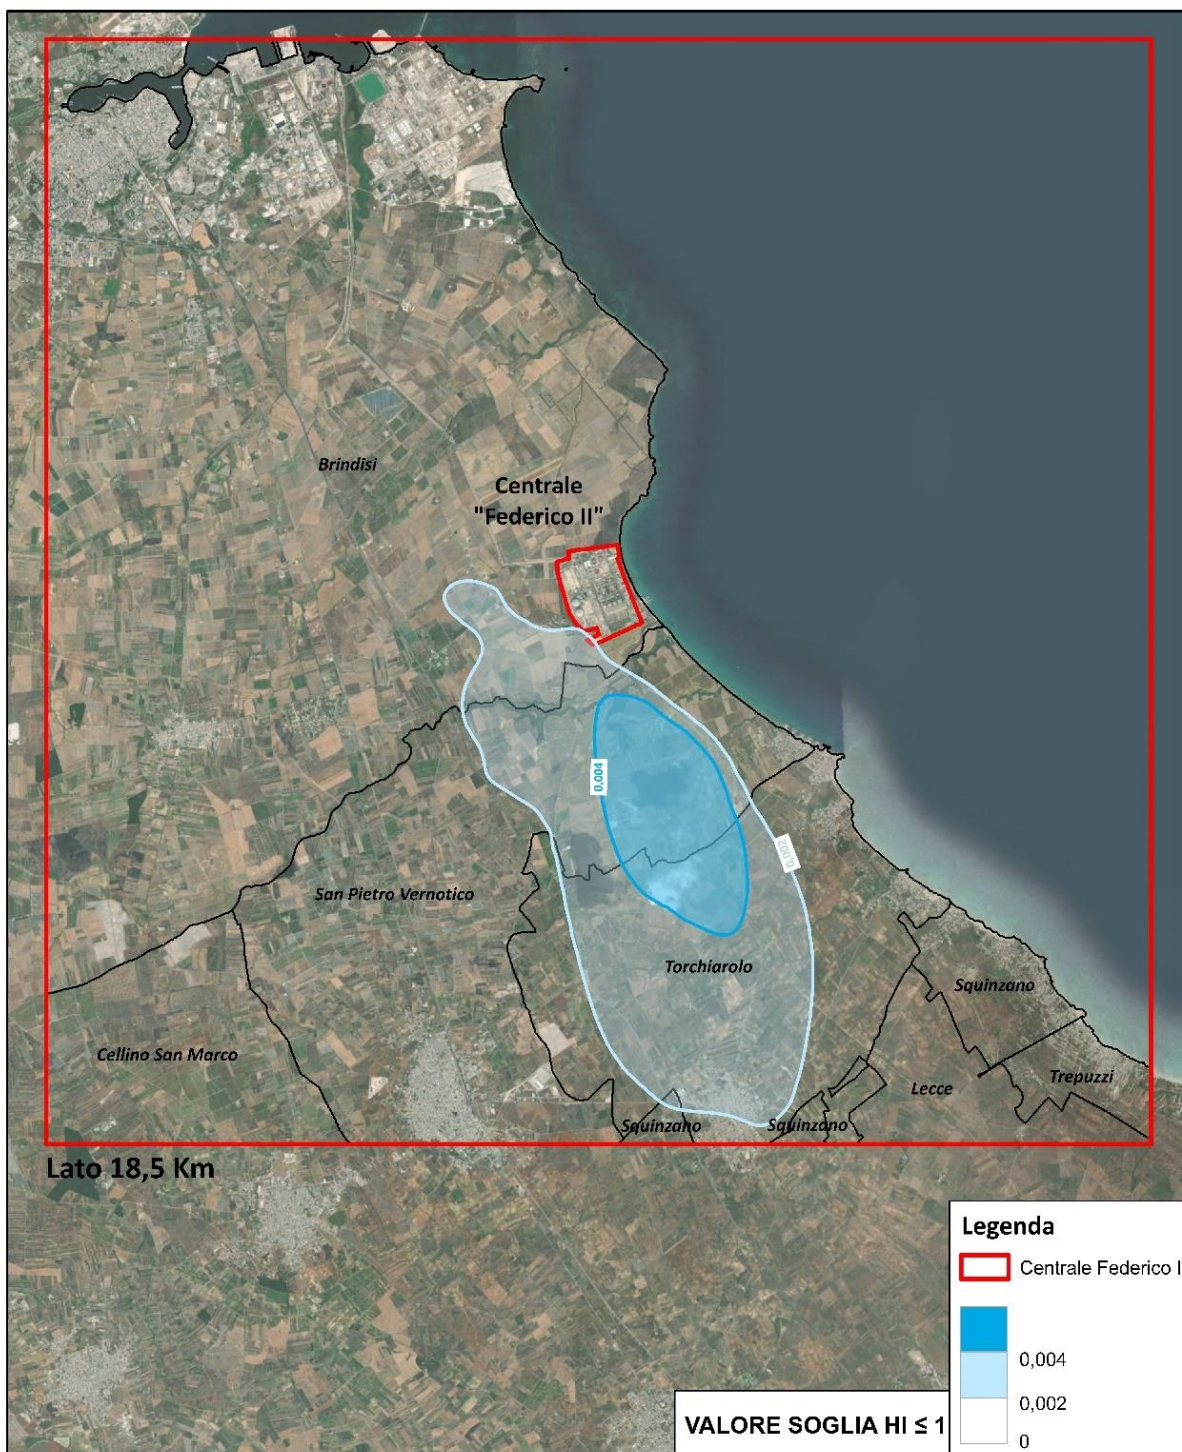 Brindisi
Centrale
"Federico II"
0,004
0,002
San Pietro Vernotico
Torchiarolo
Squinzano
Cellino San Marco
Trepuzzi
Lecce
Squinzano
Squinzano
Lato 18,5 Km
Legenda
Centrale Federico I
0,004
0,002
0
VALORE SOGLIA HI ≤ 1